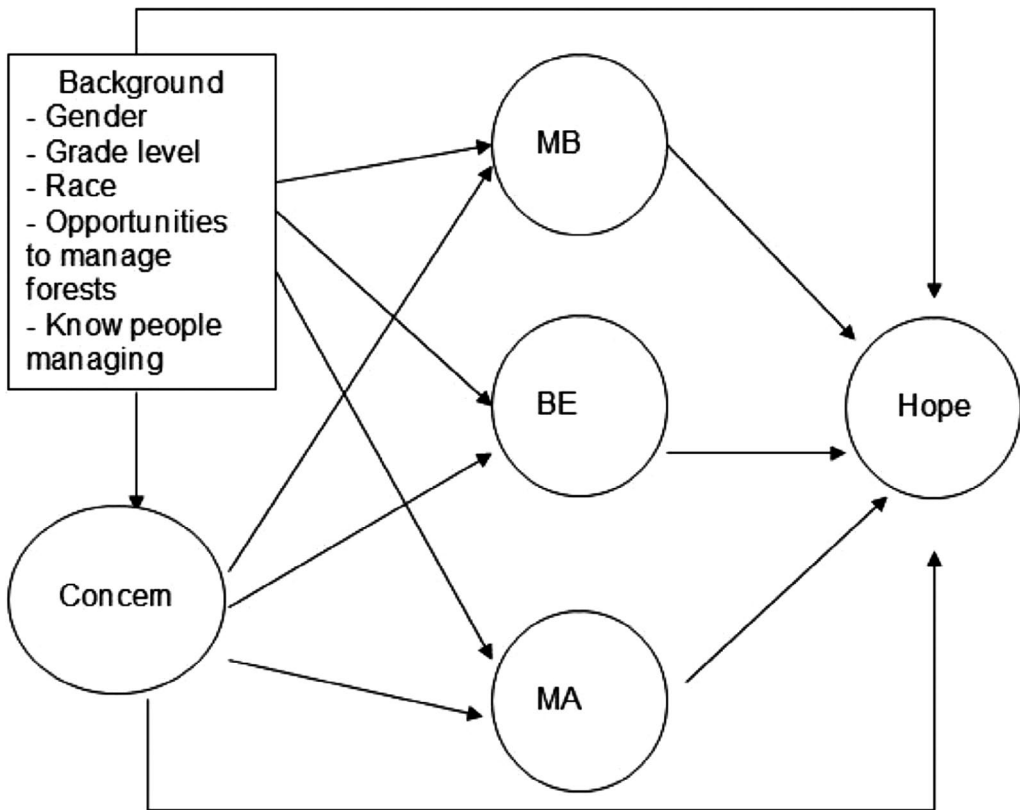 Background
- Gender
- Grade level
- Race
- Opportunities
to manage
forests
- Know people
managing
MB
BE
Hope
Concern
MA